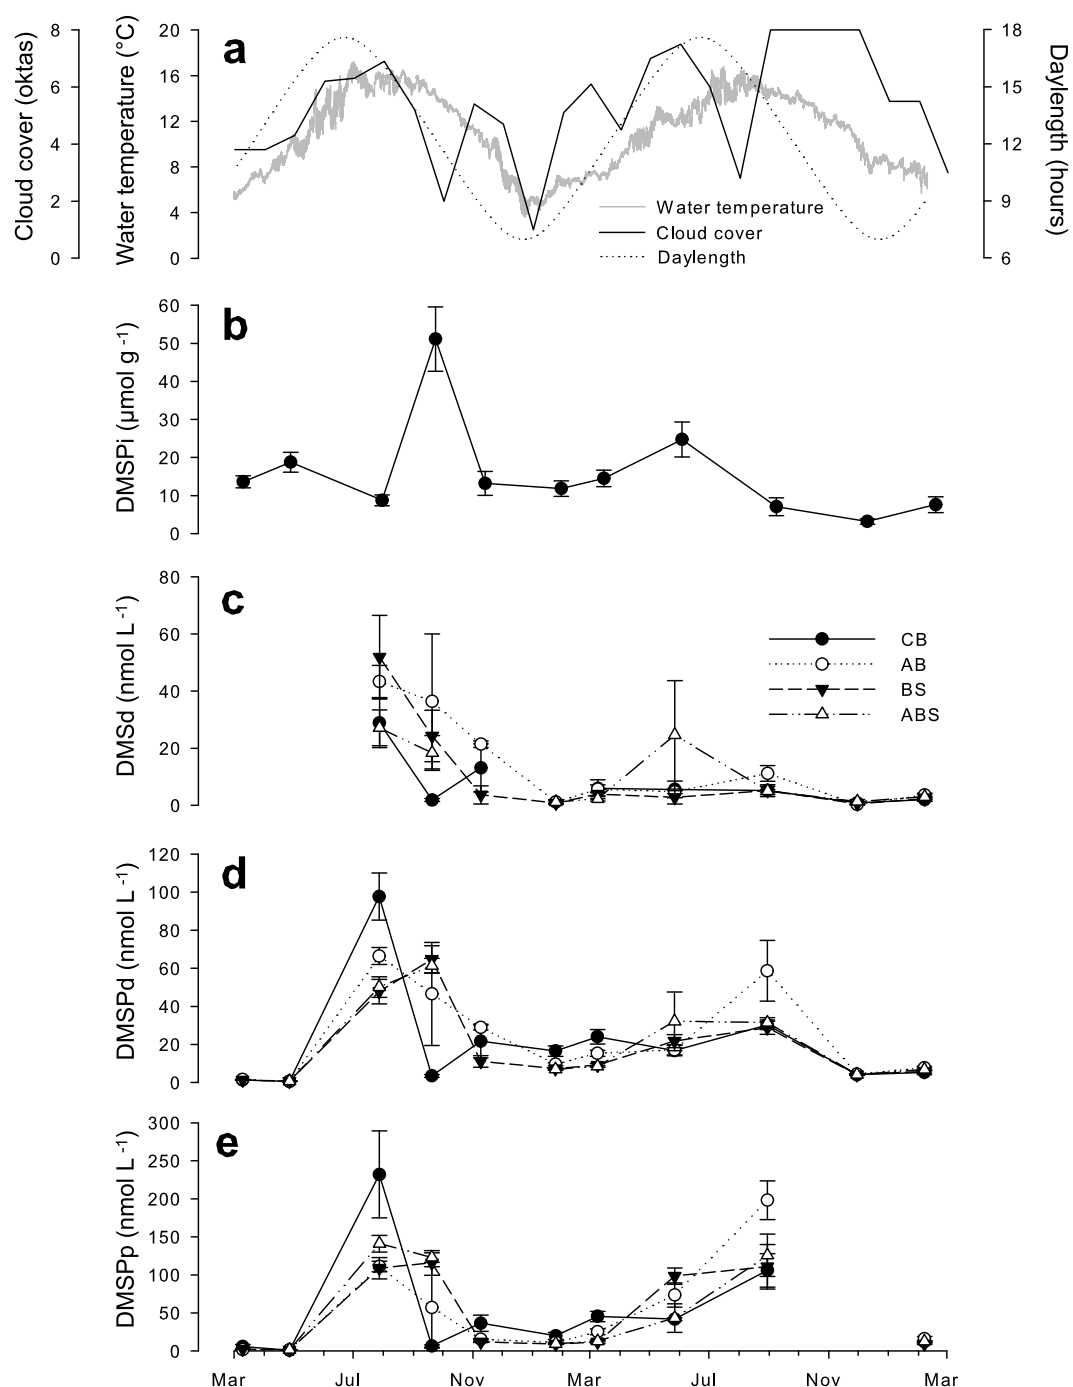 a
Cloud cover (oktas)
8
6
4
2
0
Water temperature (°C)
20
16
12
8
4
0
Daylength (hours)
18
15
12
9
6
Water temperature
Cloud cover
Daylength
b
DMSPi (µmol g⁻¹)
60
50
40
30
20
10
0
c
DMSd (nmol L⁻¹)
80
60
40
20
0
CB
AB
BS
ABS
d
DMSPd (nmol L⁻¹)
120
100
80
60
40
20
0
e
DMSPp (nmol L⁻¹)
300
250
200
150
100
50
0
Mar Jul Nov Mar Jul Nov Mar